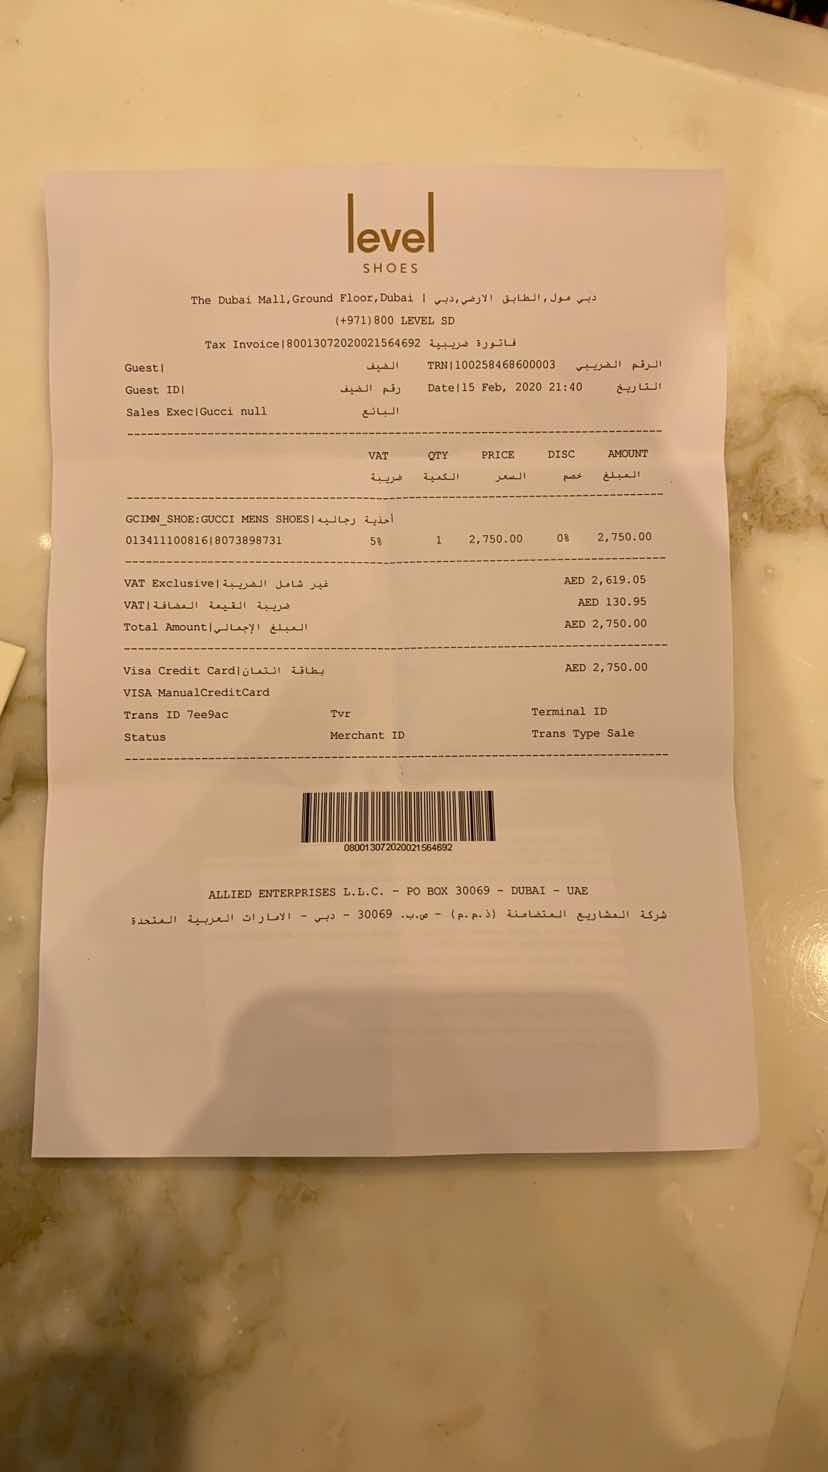 level
SHOES
The Dubai Mall,Ground Floor,Dubai | دبي مول,الطابق الارضي,دبي
(+971)800 LEVEL SD
Tax Invoice|80013072020021564692 فاتورة ضريبية
Guest| الضيف TRN|100258468600003 الرقم الضريبي
Guest ID| رقم الضيف Date|15 Feb, 2020 21:40 التاريخ
Sales Exec|Gucci null البائع
VAT QTY PRICE DISC AMOUNT
ضريبة الكمية السعر خصم المبلغ
GCIMN_SHOE:GUCCI MENS SHOES|أحذية رجاليه
013411100816|8073898731 5% 1 2,750.00 0% 2,750.00
VAT Exclusive|غير شامل الضريبة AED 2,619.05
VAT|ضريبة القيمة المضافة AED 130.95
Total Amount|المبلغ الإجمالي AED 2,750.00
Visa Credit Card|بطاقة ائتمان AED 2,750.00
VISA ManualCreditCard
Trans ID 7ee9ac Tvr Terminal ID
Status Merchant ID Trans Type Sale
080013072020021564692
ALLIED ENTERPRISES L.L.C. - PO BOX 30069 - DUBAI - UAE
شركة المشاريع المتضامنة (ذ.م.م) - ص.ب. 30069 - دبي - الامارات العربية المتحدة